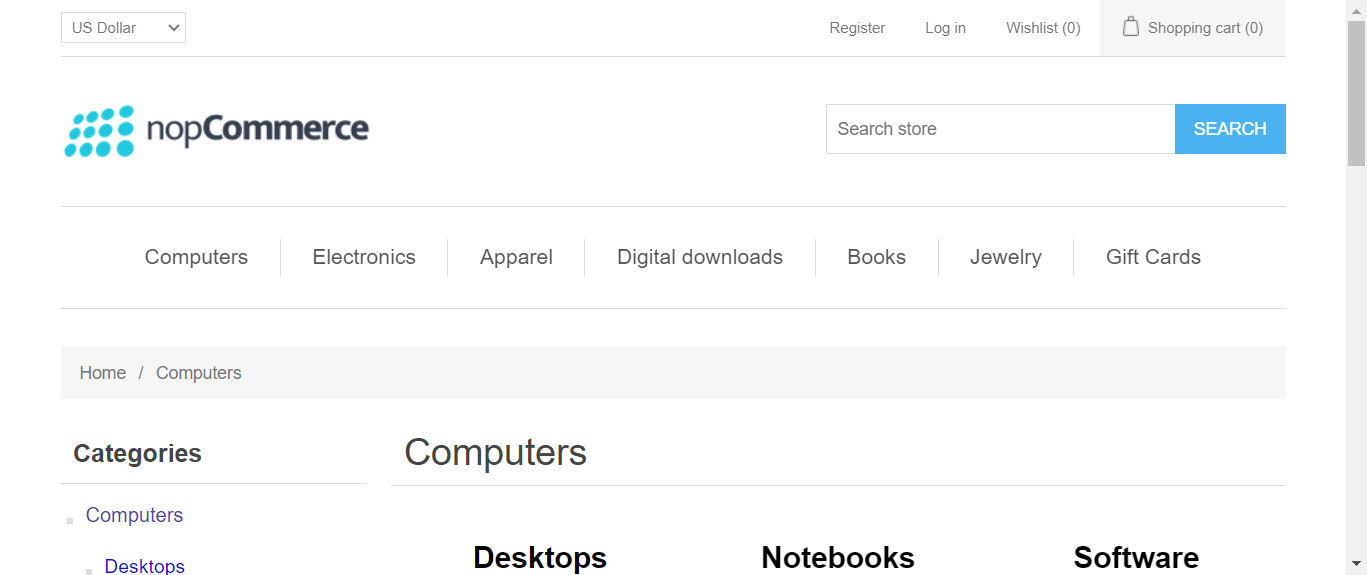 US Dollar Register Log in Wishlist (0) Shopping cart (0)
nopCommerce Search store SEARCH
Computers Electronics Apparel Digital downloads Books Jewelry Gift Cards
Home / Computers
Categories
Computers
Desktops
Computers
Desktops Notebooks Software